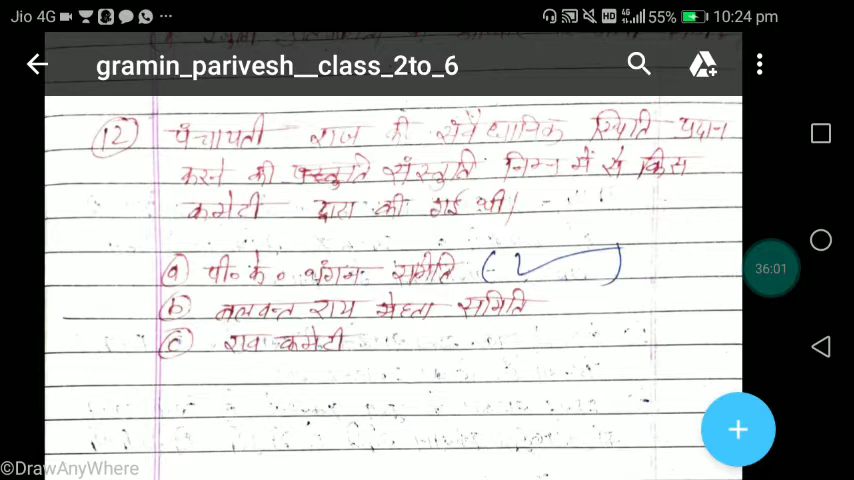 Jio 4G 55% 10:24 pm
gramin_parivesh__class_2to_6
(12) पंचायती राज को संवैधानिक स्थिति प्रदान
करने की संस्तुति निम्न में से किस
कमेटी द्वारा की गई थी।
(a) पी० के० थंगन समिति
(b) बलवन्त राय मेहता समिति
(c) राव कमेटी
36:01
©DrawAnyWhere